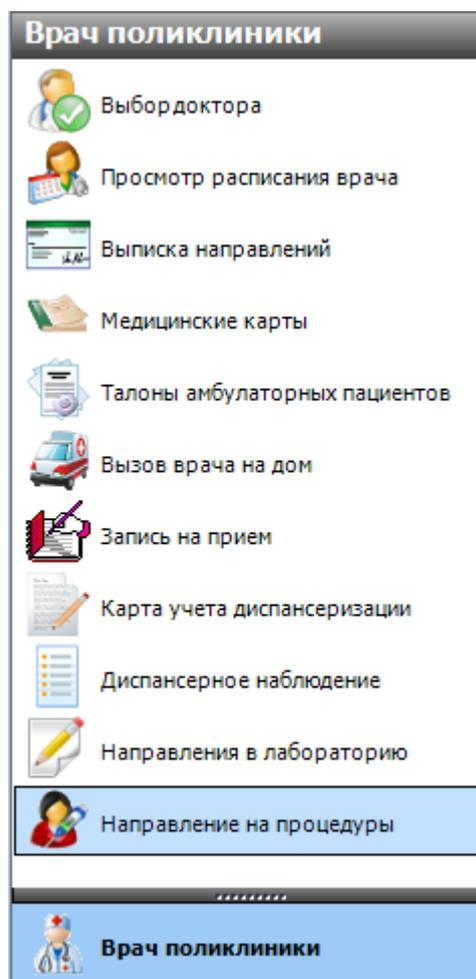 Врач поликлиники
Выбор доктора
Просмотр расписания врача
Выписка направлений
Медицинские карты
Талоны амбулаторных пациентов
Вызов врача на дом
Запись на прием
Карта учета диспансеризации
Диспансерное наблюдение
Направления в лабораторию
Направление на процедуры
Врач поликлиники